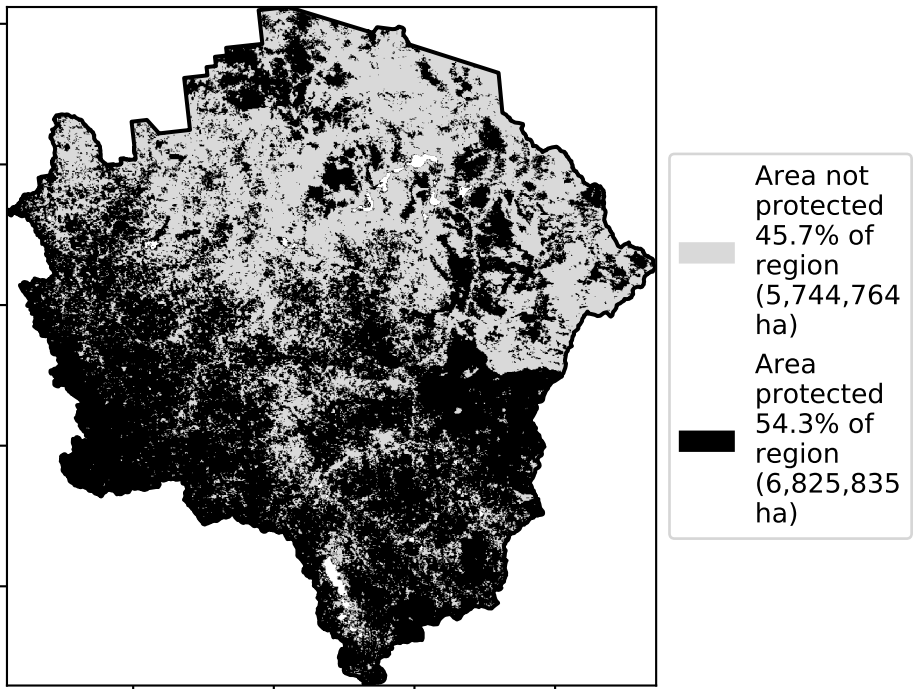 Area not
protected
45.7% of
region
(5,744,764
ha)
Area
protected
54.3% of
region
(6,825,835
ha)